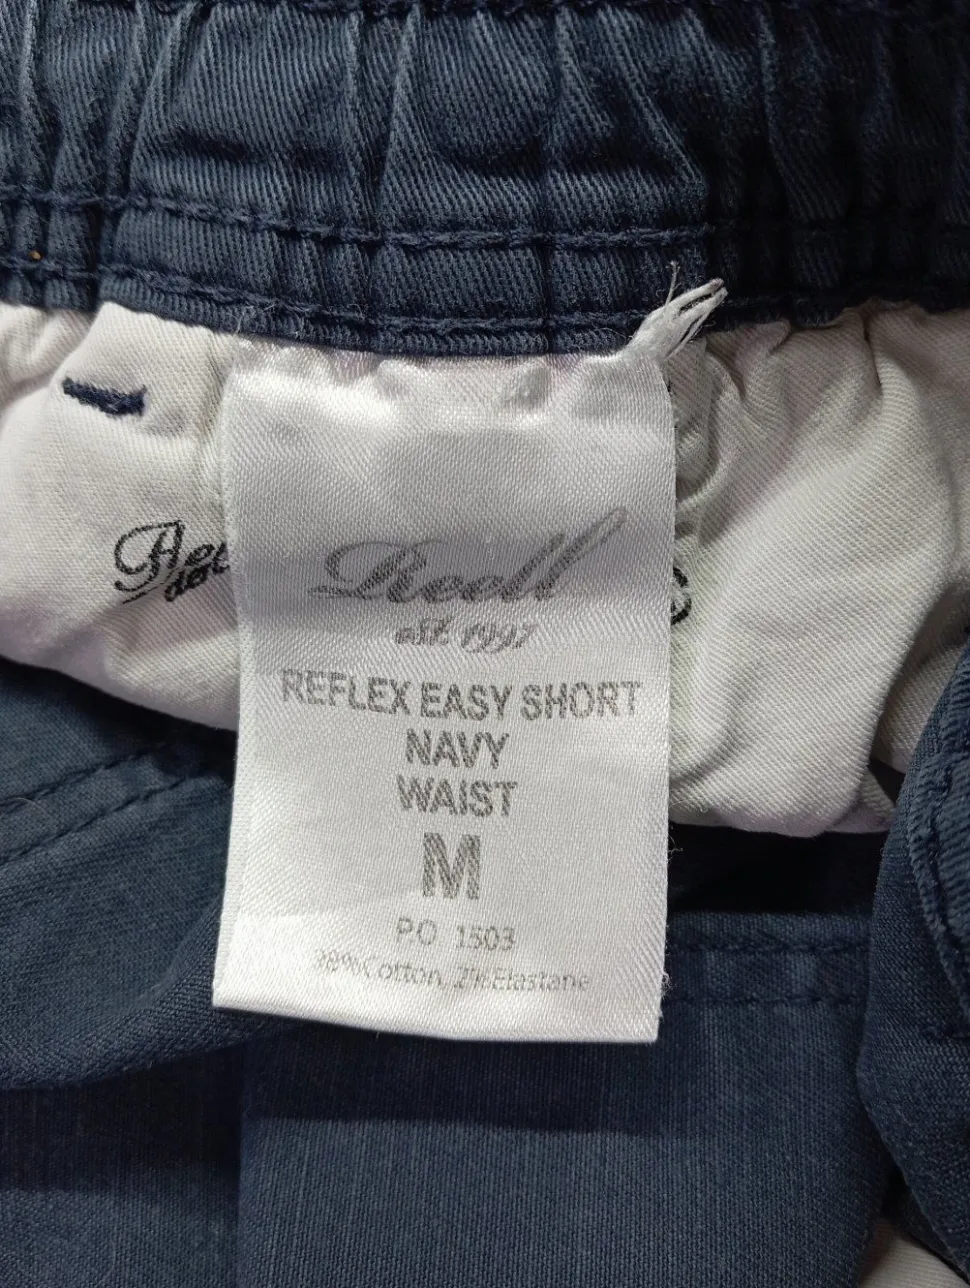 Reell
est. 1997
REFLEX EASY SHORT
NAVY
WAIST
M
P.O 1503
98%Cotton, 2%Elastane